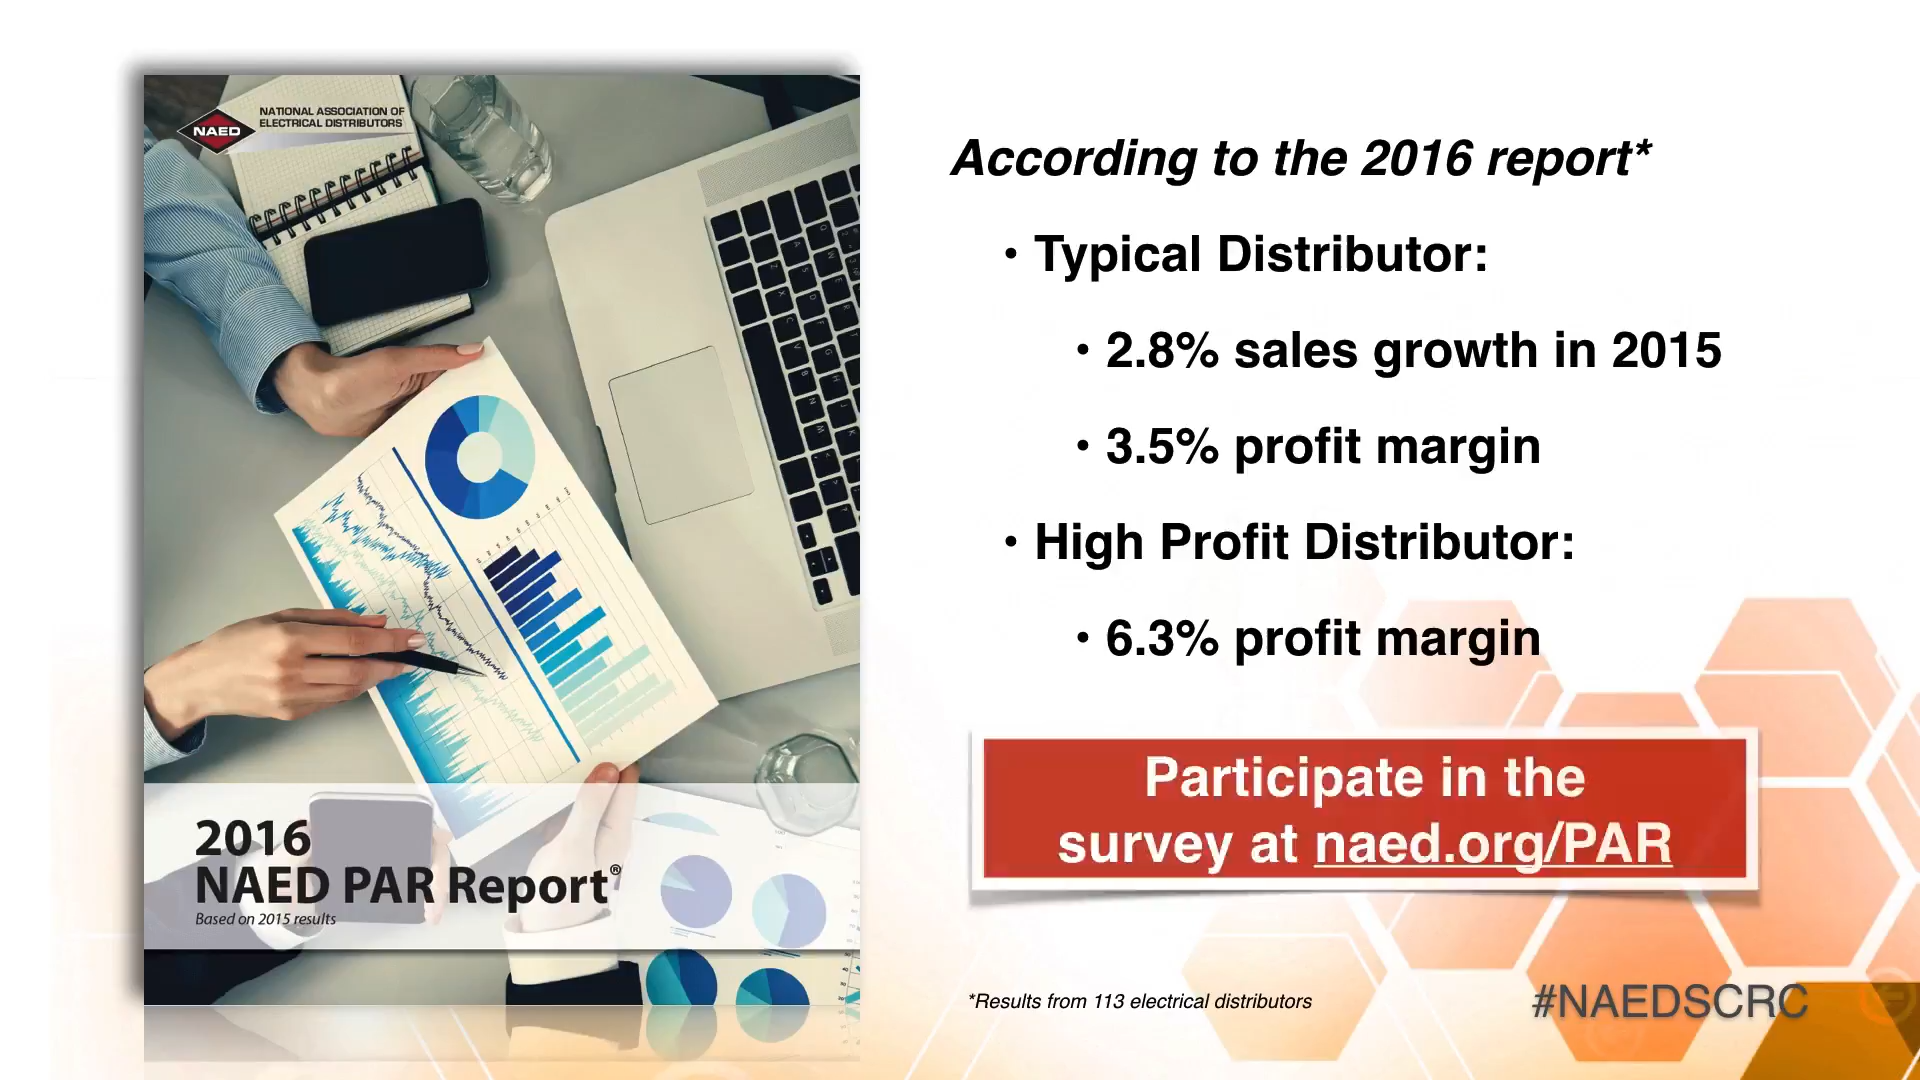 NAED
NATIONAL ASSOCIATION OF
ELECTRICAL DISTRIBUTORS
2016
NAED PAR Report®
Based on 2015 results
According to the 2016 report*
• Typical Distributor:
• 2.8% sales growth in 2015
• 3.5% profit margin
• High Profit Distributor:
• 6.3% profit margin
Participate in the
survey at naed.org/PAR
*Results from 113 electrical distributors
#NAEDSCRC